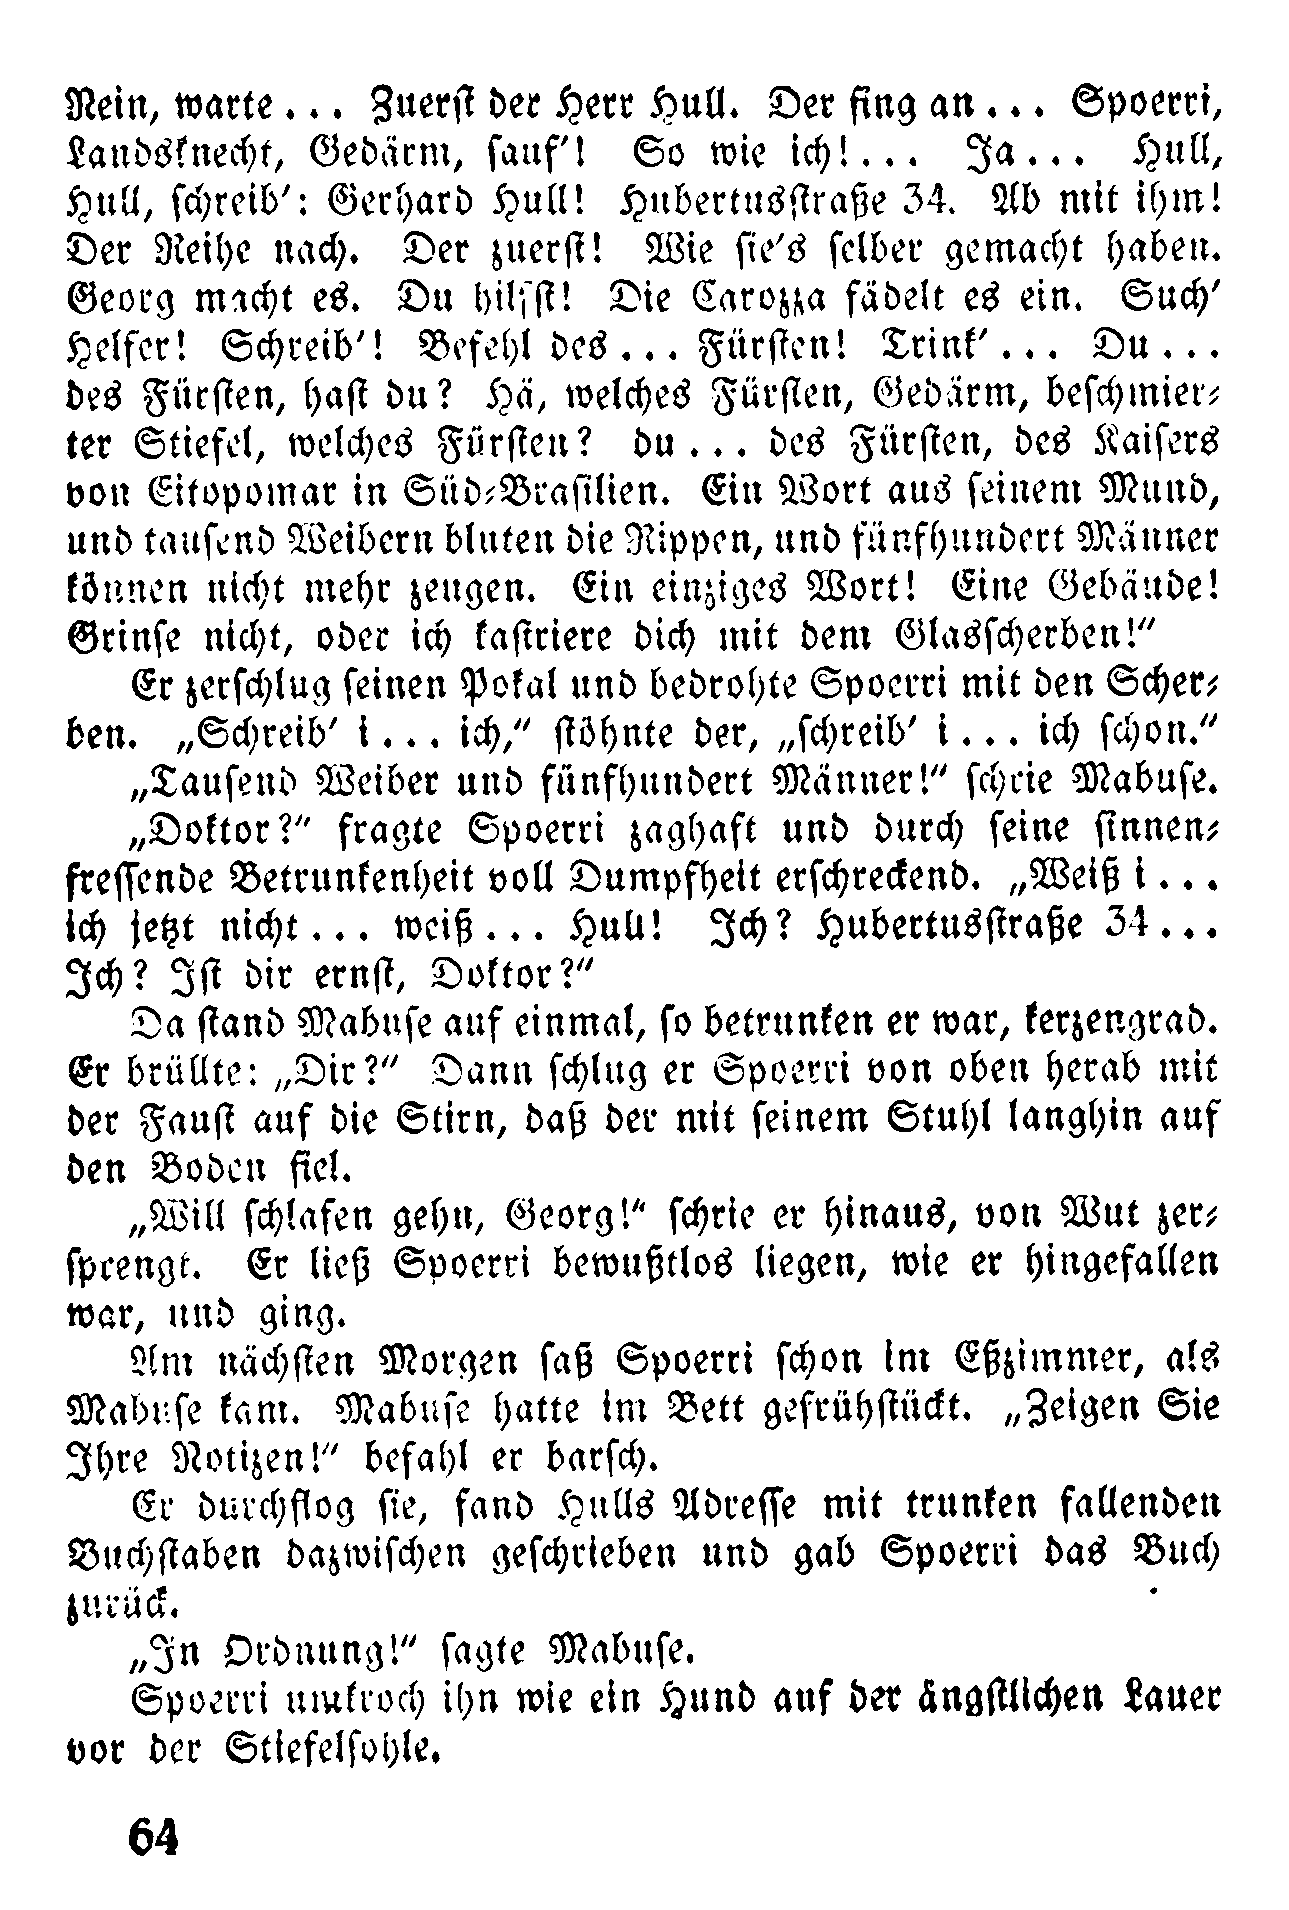 Nein, warte... Zuerst der Herr Hull. Der fing an... Spoerri,
Landsknecht, Gedärm, sauf'! So wie ich!... Ja... Hull,
Hull, schreib': Gerhard Hull! Hubertusstraße 34. Ab mit ihm!
Der Reihe nach. Der zuerst! Wie sie's selber gemacht haben.
Georg macht es. Du hilfst! Die Carozza fädelt es ein. Such'
Helfer! Schreib'! Befehl des... Fürsten! Trink'... Du...
des Fürsten, hast du? Hä, welches Fürsten, Gedärm, beschmier-
ter Stiefel, welches Fürsten? du... des Fürsten, des Kaisers
von Eitopomar in Süd-Brasilien. Ein Wort aus seinem Mund,
und tausend Weibern bluten die Rippen, und fünfhundert Männer
können nicht mehr zeugen. Ein einziges Wort! Eine Gebäude!
Grinse nicht, oder ich kastriere dich mit dem Glasscherben!“
Er zerschlug seinen Pokal und bedrohte Spoerri mit den Scher-
ben. „Schreib' i... ich,“ stöhnte der, „schreib' i... ich schon.“
„Tausend Weiber und fünfhundert Männer!“ schrie Mabuse.
„Doktor?“ fragte Spoerri zaghaft und durch seine sinnen-
fressende Betrunkenheit voll Dumpfheit erschreckend. „Weiß i...
ich jetzt nicht... weiß... Hull! Ich? Hubertusstraße 34...
Ich? Ist dir ernst, Doktor?“
Da stand Mabuse auf einmal, so betrunken er war, kerzengrad.
Er brüllte: „Dir?“ Dann schlug er Spoerri von oben herab mit
der Faust auf die Stirn, daß der mit seinem Stuhl langhin auf
den Boden fiel.
„Will schlafen gehn, Georg!“ schrie er hinaus, von Wut zer-
sprengt. Er ließ Spoerri bewußtlos liegen, wie er hingefallen
war, und ging.
Am nächsten Morgen saß Spoerri schon im Eßzimmer, als
Mabuse kam. Mabuse hatte im Bett gefrühstückt. „Zeigen Sie
Ihre Notizen!“ befahl er barsch.
Er durchflog sie, fand Hulls Adresse mit trunken fallenden
Buchstaben dazwischen geschrieben und gab Spoerri das Buch
zurück.
„In Ordnung!“ sagte Mabuse.
Spoerri umkroch ihn wie ein Hund auf der ängstlichen Lauer
vor der Stiefelsohle.
64